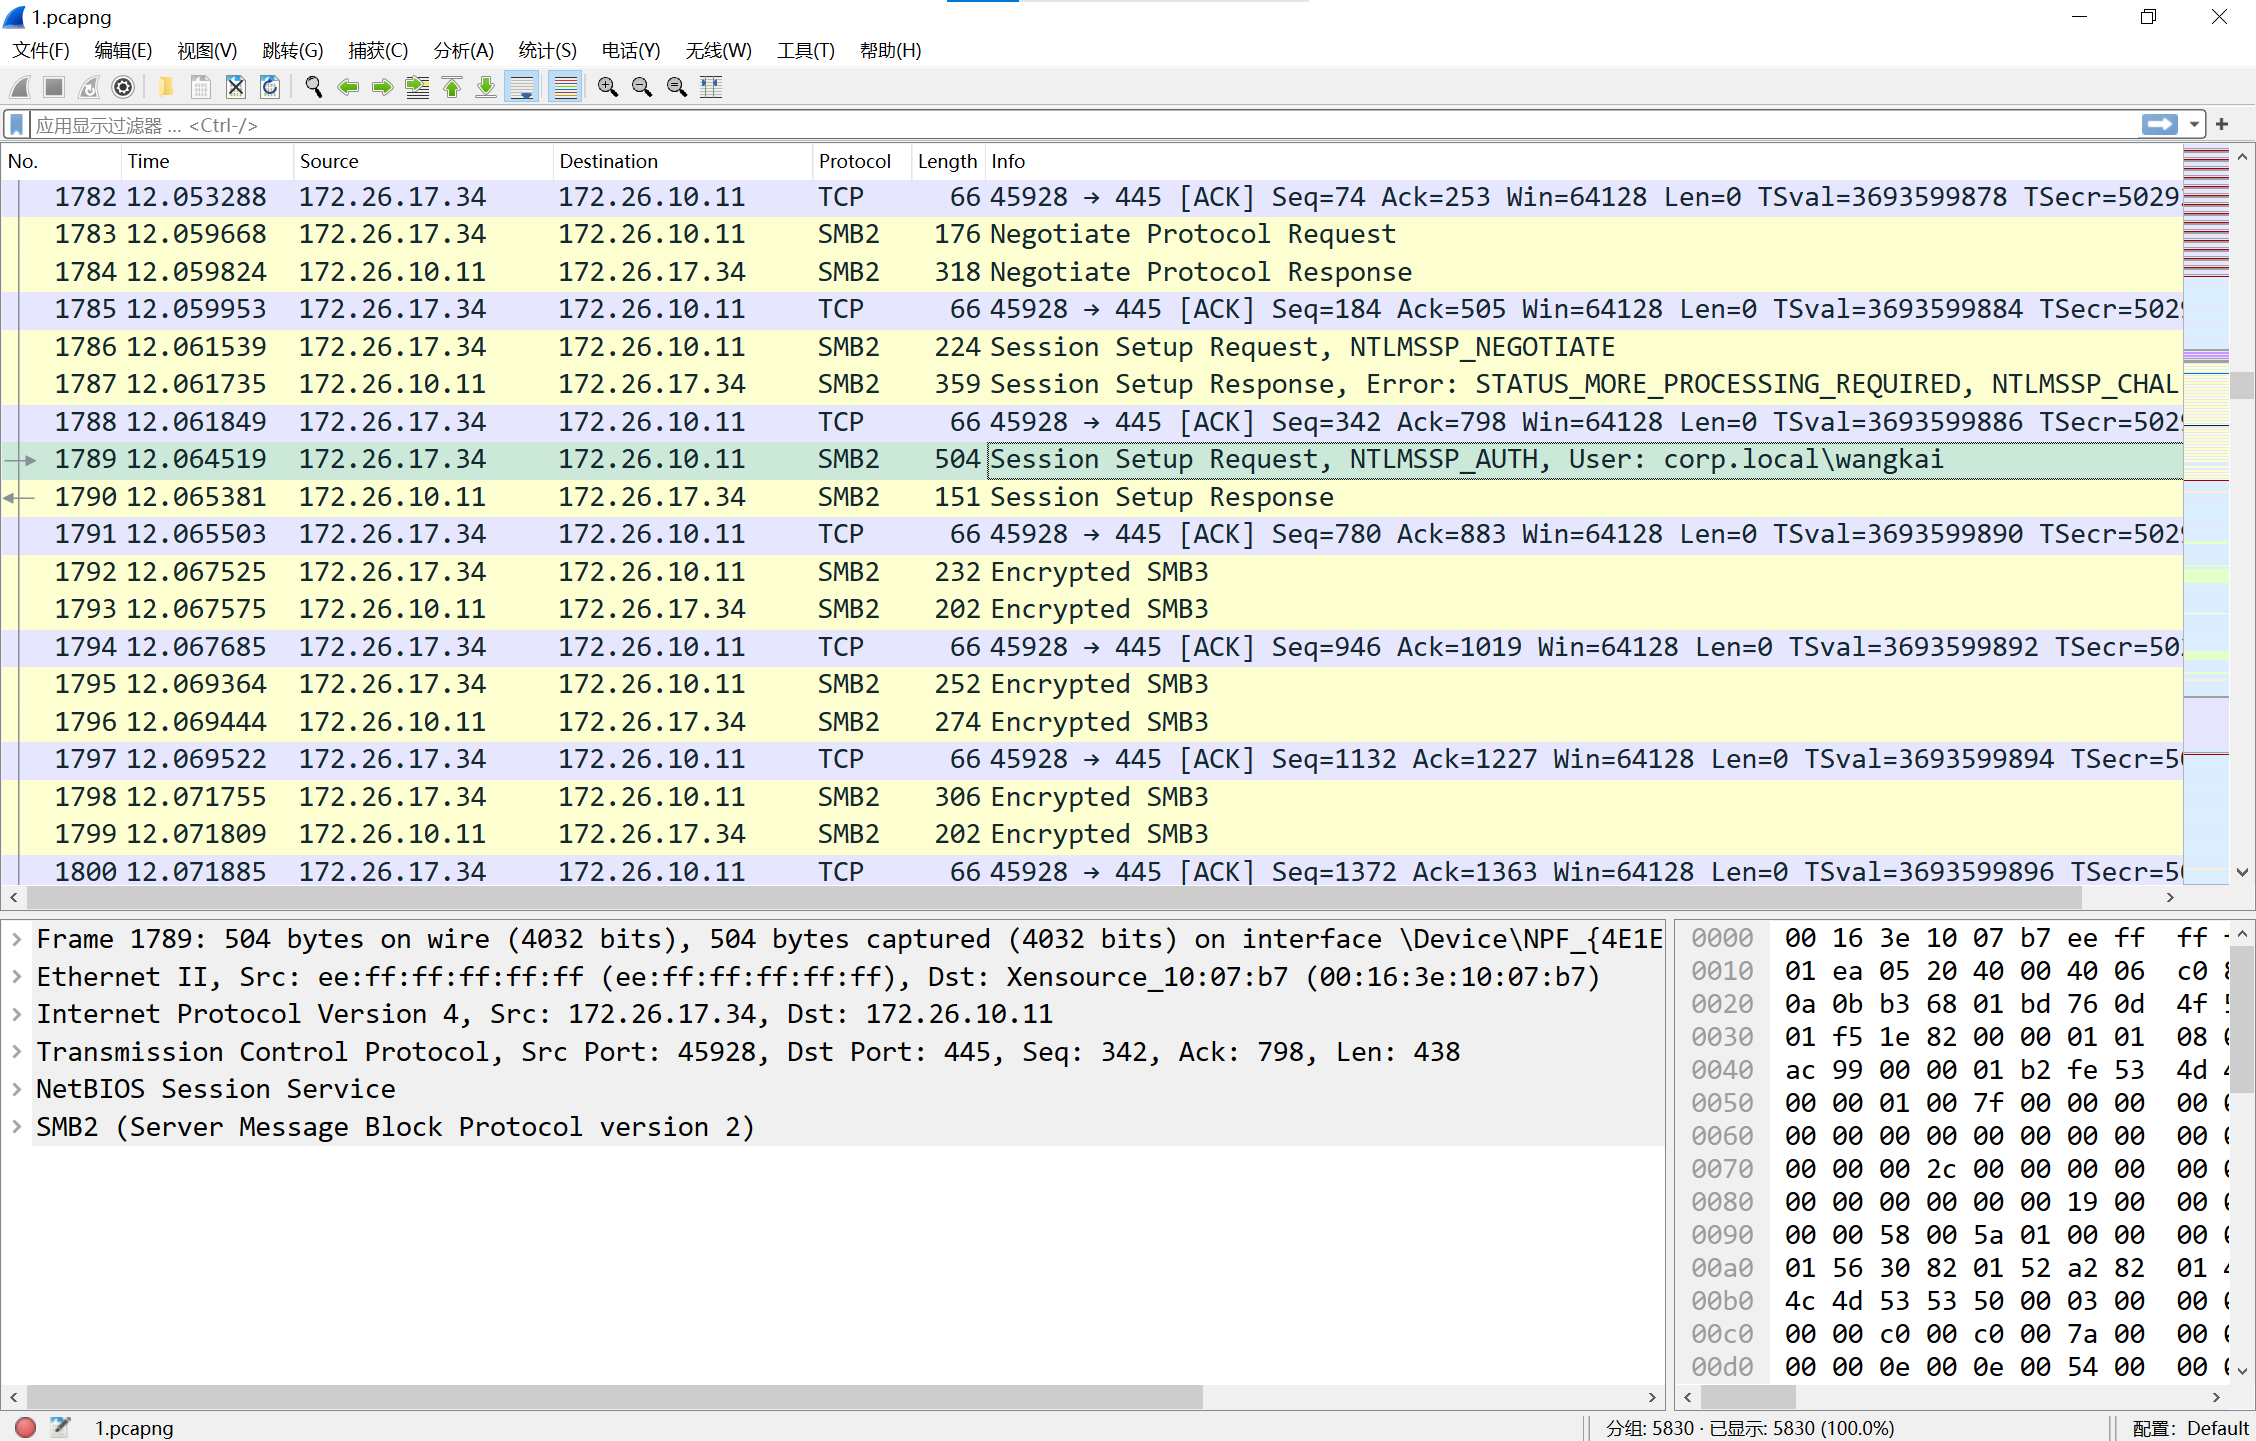 1.pcapng
文件(F) 编辑(E) 视图(V) 跳转(G) 捕获(C) 分析(A) 统计(S) 电话(Y) 无线(W) 工具(T) 帮助(H)
应用显示过滤器 … <Ctrl-/>
No. Time Source Destination Protocol Length Info
1782 12.053288 172.26.17.34 172.26.10.11 TCP 66 45928 → 445 [ACK] Seq=74 Ack=253 Win=64128 Len=0 TSval=3693599878 TSecr=5029
1783 12.059668 172.26.17.34 172.26.10.11 SMB2 176 Negotiate Protocol Request
1784 12.059824 172.26.10.11 172.26.17.34 SMB2 318 Negotiate Protocol Response
1785 12.059953 172.26.17.34 172.26.10.11 TCP 66 45928 → 445 [ACK] Seq=184 Ack=505 Win=64128 Len=0 TSval=3693599884 TSecr=502
1786 12.061539 172.26.17.34 172.26.10.11 SMB2 224 Session Setup Request, NTLMSSP_NEGOTIATE
1787 12.061735 172.26.10.11 172.26.17.34 SMB2 359 Session Setup Response, Error: STATUS_MORE_PROCESSING_REQUIRED, NTLMSSP_CHAL
1788 12.061849 172.26.17.34 172.26.10.11 TCP 66 45928 → 445 [ACK] Seq=342 Ack=798 Win=64128 Len=0 TSval=3693599886 TSecr=502
1789 12.064519 172.26.17.34 172.26.10.11 SMB2 504 Session Setup Request, NTLMSSP_AUTH, User: corp.local\wangkai
1790 12.065381 172.26.10.11 172.26.17.34 SMB2 151 Session Setup Response
1791 12.065503 172.26.17.34 172.26.10.11 TCP 66 45928 → 445 [ACK] Seq=780 Ack=883 Win=64128 Len=0 TSval=3693599890 TSecr=502
1792 12.067525 172.26.17.34 172.26.10.11 SMB2 232 Encrypted SMB3
1793 12.067575 172.26.10.11 172.26.17.34 SMB2 202 Encrypted SMB3
1794 12.067685 172.26.17.34 172.26.10.11 TCP 66 45928 → 445 [ACK] Seq=946 Ack=1019 Win=64128 Len=0 TSval=3693599892 TSecr=50
1795 12.069364 172.26.17.34 172.26.10.11 SMB2 252 Encrypted SMB3
1796 12.069444 172.26.10.11 172.26.17.34 SMB2 274 Encrypted SMB3
1797 12.069522 172.26.17.34 172.26.10.11 TCP 66 45928 → 445 [ACK] Seq=1132 Ack=1227 Win=64128 Len=0 TSval=3693599894 TSecr=5
1798 12.071755 172.26.17.34 172.26.10.11 SMB2 306 Encrypted SMB3
1799 12.071809 172.26.10.11 172.26.17.34 SMB2 202 Encrypted SMB3
1800 12.071885 172.26.17.34 172.26.10.11 TCP 66 45928 → 445 [ACK] Seq=1372 Ack=1363 Win=64128 Len=0 TSval=3693599896 TSecr=5
Frame 1789: 504 bytes on wire (4032 bits), 504 bytes captured (4032 bits) on interface \Device\NPF_{4E1E
Ethernet II, Src: ee:ff:ff:ff:ff:ff (ee:ff:ff:ff:ff:ff), Dst: Xensource_10:07:b7 (00:16:3e:10:07:b7)
Internet Protocol Version 4, Src: 172.26.17.34, Dst: 172.26.10.11
Transmission Control Protocol, Src Port: 45928, Dst Port: 445, Seq: 342, Ack: 798, Len: 438
NetBIOS Session Service
SMB2 (Server Message Block Protocol version 2)
0000 00 16 3e 10 07 b7 ee ff ff
0010 01 ea 05 20 40 00 40 06 c0
0020 0a 0b b3 68 01 bd 76 0d 4f
0030 01 f5 1e 82 00 00 01 01 08
0040 ac 99 00 00 01 b2 fe 53 4d
0050 00 00 01 00 7f 00 00 00 00
0060 00 00 00 00 00 00 00 00 00
0070 00 00 00 2c 00 00 00 00 00
0080 00 00 00 00 00 00 19 00 00
0090 00 00 58 00 5a 01 00 00 00
00a0 01 56 30 82 01 52 a2 82 01
00b0 4c 4d 53 53 50 00 03 00 00
00c0 00 00 c0 00 c0 00 7a 00 00
00d0 00 00 0e 00 0e 00 54 00 00
1.pcapng 分组: 5830 · 已显示: 5830 (100.0%) 配置: Default